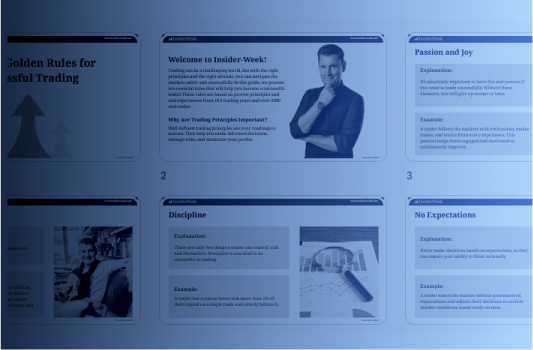 Golden Rules for
ssful Trading
Insider-Week
Welcome to Insider-Week!
Trading can be a challenging world, but with the right
principles and the right attitude, you can navigate the
markets safely and successfully. In this guide, we present
ten essential rules that will help you become a successful
trader. These rules are based on proven principles and
real experiences from
real trades.
Why Are Trading Principles Important?
Well-defined trading principles are your roadmap to
success. They help you make informed decisions,
manage risks, and maximize your profits.
2
Insider-Week
Passion and Joy
Explanation:
It's absolutely important to have fun and passion if
you want to trade successfully. Without these
elements, you will give up sooner or later.
Example:
A trader follows the markets with enthusiasm, makes
trades, and learns from every experience. This
passion keeps them engaged and motivated to
continuously improve.
3
Insider-Week
Discipline
Explanation:
There are only two things a trader can control: risk
and themselves. Discipline is essential to be
successful in trading.
Example:
A trader has a rule to never risk more than 2% of
their capital on a single trade and strictly follows it.
Insider-Week
No Expectations
Explanation:
Never make decisions based on expectations, as they
can impair your ability to think rationally.
Example:
A trader enters the market without preconceived
expectations and adjusts their decisions to current
market conditions based solely on data.